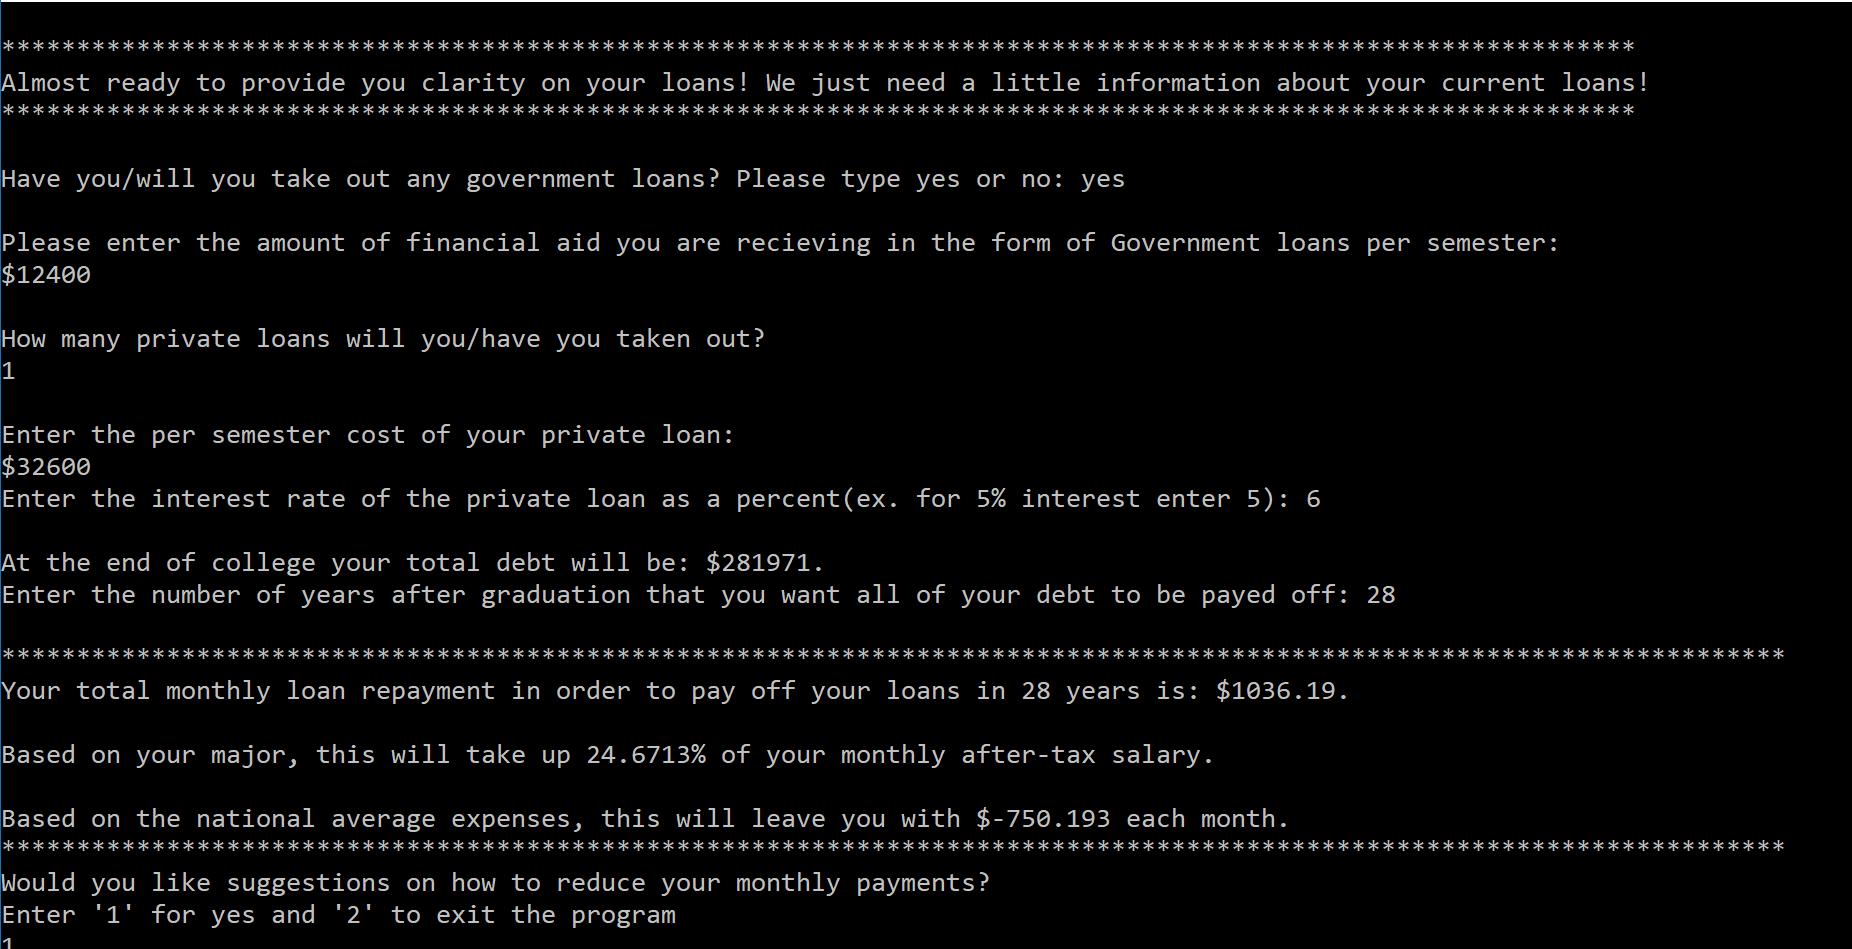 ************************************************************************************************************* 
Almost ready to provide you clarity on your loans! We just need a little information about your current loans!
*************************************************************************************************************
Have you/will you take out any government loans? Please type yes or no: yes
Please enter the amount of financial aid you are recieving in the form of Government loans per semester:
$12400
How many private loans will you/have you taken out?
1
Enter the per semester cost of your private loan:
$32600
Enter the interest rate of the private loan as a percent(ex. for 5% interest enter 5): 6
At the end of college your total debt will be: $281971.
Enter the number of years after graduation that you want all of your debt to be payed off: 28
***********************************************************************************************************************
Your total monthly loan repayment in order to pay off your loans in 28 years is: $1036.19.
Based on your major, this will take up 24.6713% of your monthly after-tax salary.
Based on the national average expenses, this will leave you with $-750.193 each month.
***********************************************************************************************************************
Would you like suggestions on how to reduce your monthly payments?
Enter '1' for yes and '2' to exit the program
1